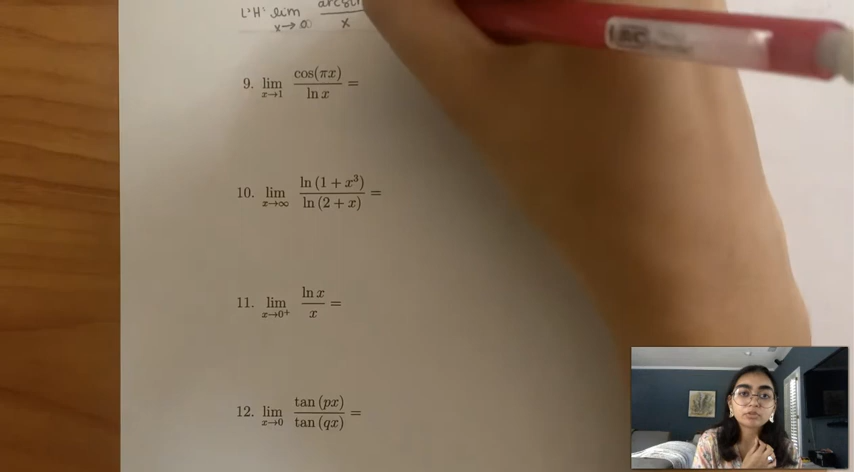 L'H: lim
x→∞ x
9. lim x→1 cos(πx) / ln x =
10. lim x→∞ ln (1 + x³) / ln (2 + x) =
11. lim x→0⁺ ln x / x =
12. lim x→0 tan (px) / tan (qx) =